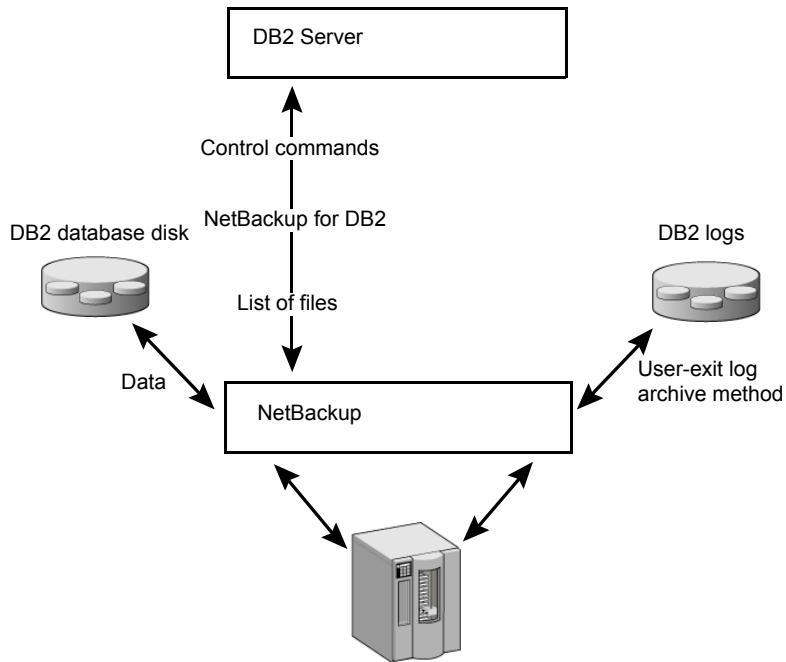 DB2 Server
Control commands
NetBackup for DB2
DB2 database disk
DB2 logs
List of files
Data
User-exit log
archive method
NetBackup